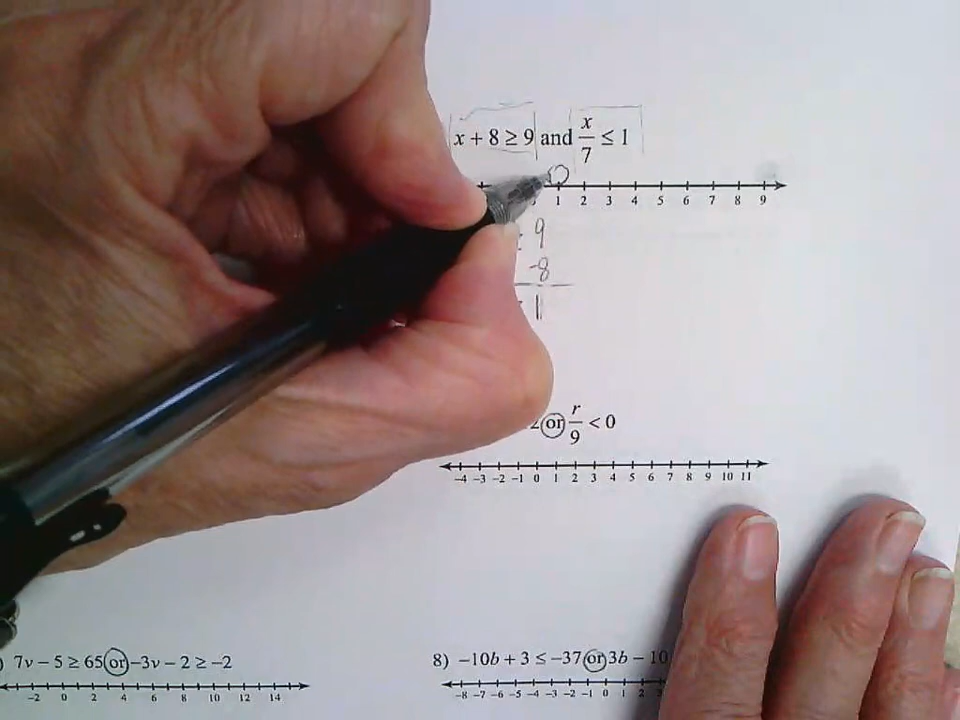 x + 8 ≥ 9 and x/7 ≤ 1
1 2 3 4 5 6 7 8 9
9
-8
1
or r/9 < 0
-4 -3 -2 -1 0 1 2 3 4 5 6 7 8 9 10 11
) 7v − 5 ≥ 65 or −3v − 2 ≥ −2
-2 0 2 4 6 8 10 12 14
8) −10b + 3 ≤ −37 or 3b − 10
-8 -7 -6 -5 -4 -3 -2 -1 0 1 2